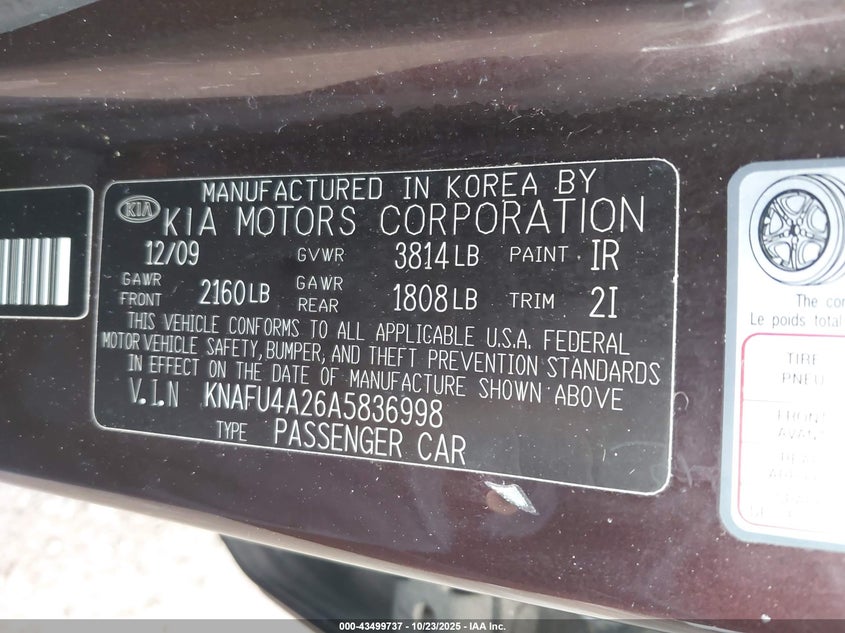 MANUFACTURED IN KOREA BY
KIA
KIA MOTORS CORPORATION
12/09 GVWR 3814 LB PAINT IR
GAWR FRONT 2160 LB GAWR REAR 1808 LB TRIM 2I
THIS VEHICLE CONFORMS TO ALL APPLICABLE U.S.A. FEDERAL
MOTOR VEHICLE SAFETY, BUMPER, AND THEFT PREVENTION STANDARDS
IN EFFECT ON THE DATE OF MANUFACTURE SHOWN ABOVE
V.I.N KNAFU4A26A5836998
TYPE PASSENGER CAR
The
Le poids total
TIRE
PNEU
FRONT
AVANT
000-43499737 - 10/23/2025 - IAA Inc.